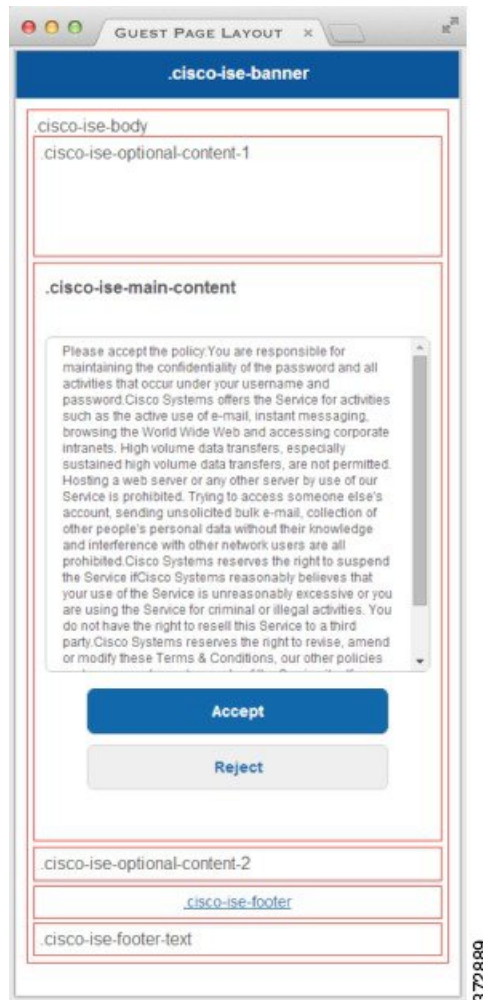 GUEST PAGE LAYOUT
.cisco-ise-banner
.cisco-ise-body
.cisco-ise-optional-content-1
.cisco-ise-main-content
Please accept the policy:You are responsible for
maintaining the confidentiality of the password and all
activities that occur under your username and
password.Cisco Systems offers the Service for activities
such as the active use of e-mail, instant messaging,
browsing the World Wide Web and accessing corporate
intranets. High volume data transfers, especially
sustained high volume data transfers, are not permitted.
Hosting a web server or any other server by use of our
Service is prohibited. Trying to access someone else's
account, sending unsolicited bulk e-mail, collection of
other people's personal data without their knowledge
and interference with other network users are all
prohibited.Cisco Systems reserves the right to suspend
the Service ifCisco Systems reasonably believes that
your use of the Service is unreasonably excessive or you
are using the Service for criminal or illegal activities. You
do not have the right to resell this Service to a third
party.Cisco Systems reserves the right to revise, amend
or modify these Terms & Conditions, our other policies
Accept
Reject
.cisco-ise-optional-content-2
.cisco-ise-footer
.cisco-ise-footer-text
372889